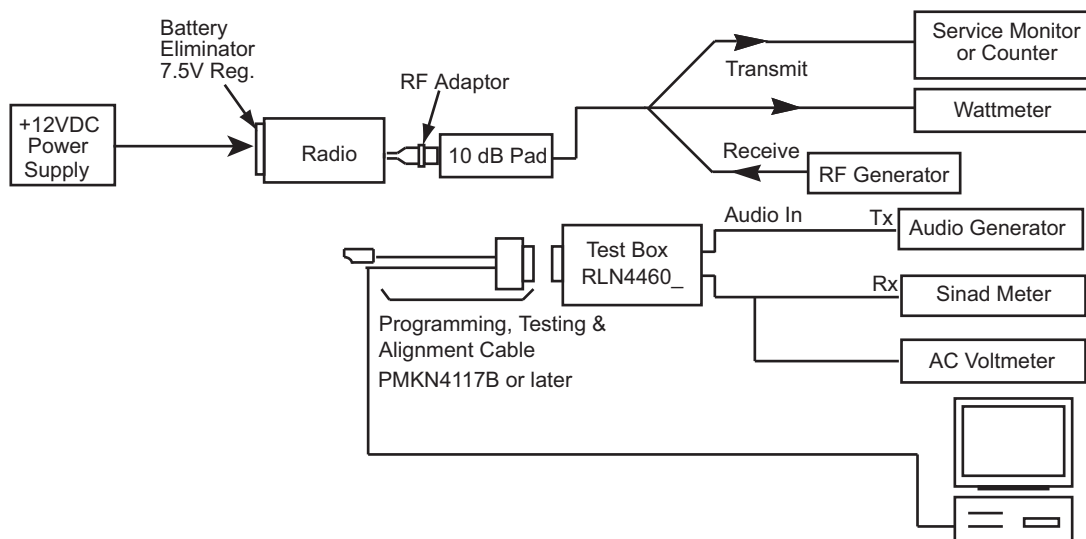 Battery
Eliminator
7.5V Reg.
RF Adaptor
+12VDC
Power
Supply
Radio
10 dB Pad
Transmit
Service Monitor
or Counter
Wattmeter
Receive
RF Generator
Audio In
Tx
Audio Generator
Test Box
RLN4460_
Rx
Sinad Meter
AC Voltmeter
Programming, Testing &
Alignment Cable
PMKN4117B or later